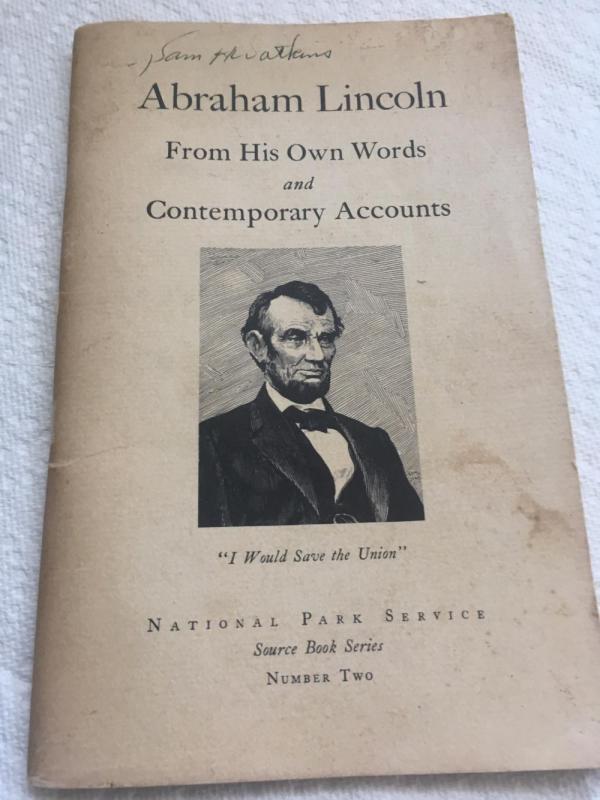 Sam H Watkins
Abraham Lincoln
From His Own Words
and
Contemporary Accounts
"I Would Save the Union"
NATIONAL PARK SERVICE
Source Book Series
NUMBER TWO